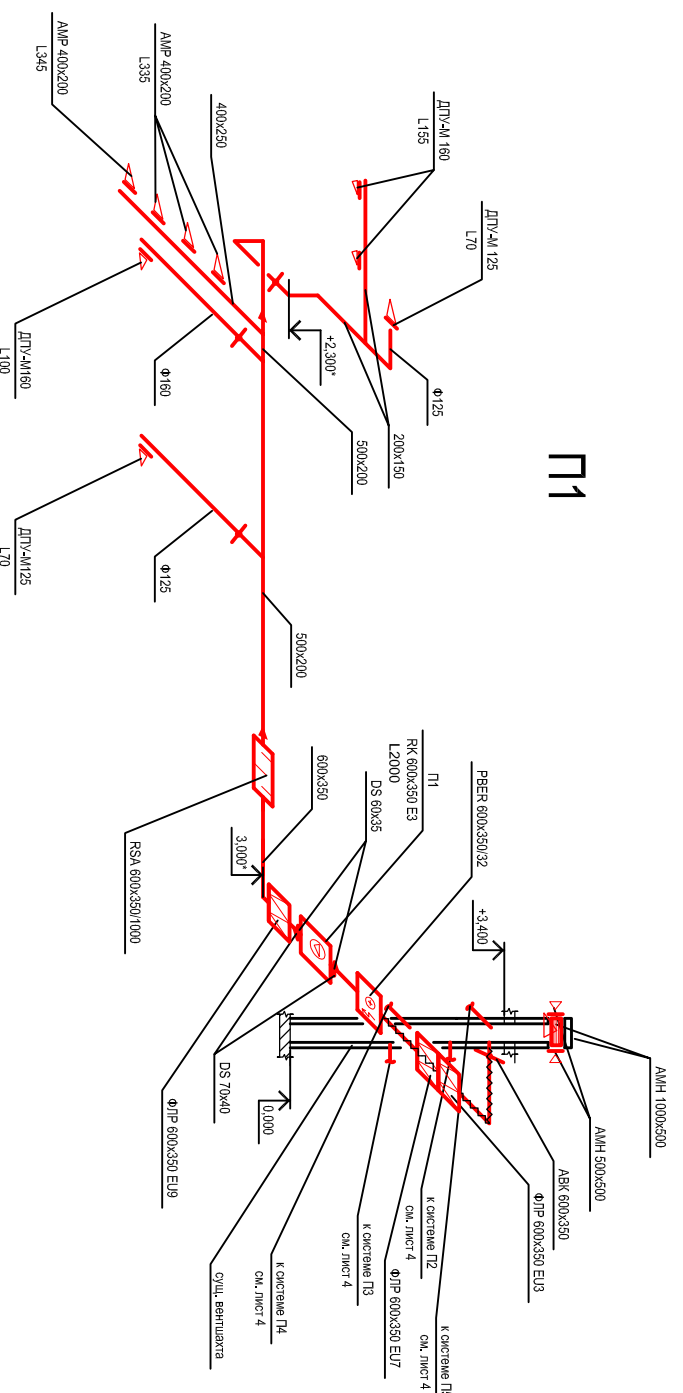 П1
АМР 400х200
L345
АМР 400х200
L335
400х250
ДПУ-М 160
L155
ДПУ-М 125
L70
+2,300*
Ф125
200х150
500х200
Ф160
ДПУ-М160
L100
ДПУ-М125
L70
Ф125
500х200
600х350
RSA 600х350/1000
3,000*
DS 60х35
П1
RK 600х350 E3
L2000
PBER 600х350/32
+3,400
DS 70х40
0.000
ФЛР 600х350 EU9
АМН 1000х500
АМН 500х500
АВК 600х350
ФЛР 600х350 EU3
к системе П2
см. лист 4
ФЛР 600х350 EU7
к системе
см. лист 4
к системе П3
см. лист 4
к системе П4
см. лист 4
сущ. вентшахта